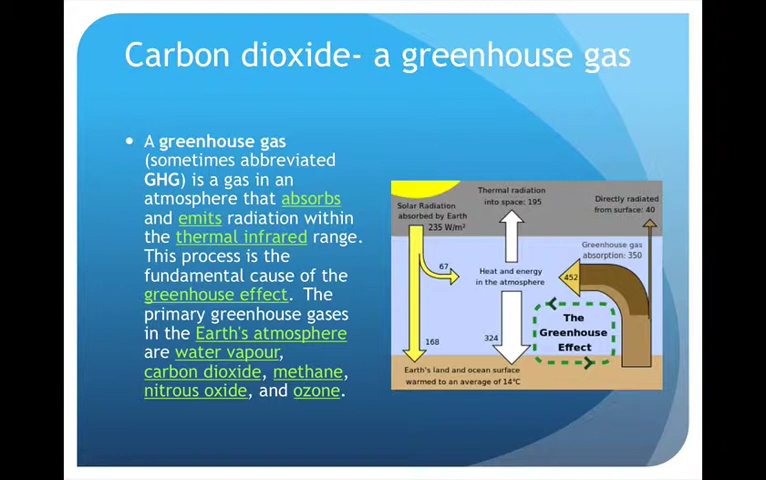 Carbon dioxide- a greenhouse gas
• A greenhouse gas
(sometimes abbreviated
GHG) is a gas in an
atmosphere that absorbs
and emits radiation within
the thermal infrared range.
This process is the
fundamental cause of the
greenhouse effect. The
primary greenhouse gases
in the Earth's atmosphere
are water vapour,
carbon dioxide, methane,
nitrous oxide, and ozone.
Solar Radiation
absorbed by Earth
235 W/m²
Thermal radiation
into space: 195
Directly radiated
from surface: 40
Greenhouse gas
absorption: 350
67
Heat and energy
in the atmosphere
452
The
Greenhouse
Effect
168
324
Earth's land and ocean surface
warmed to an average of 14°C